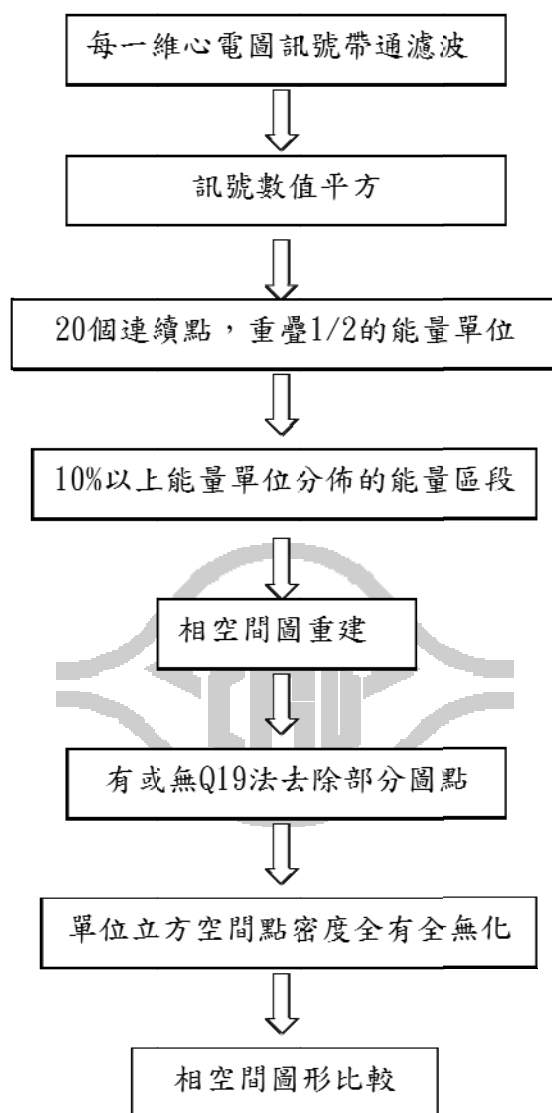 每一維心電圖訊號帶通濾波
訊號數值平方
20個連續點，重疊1/2的能量單位
10%以上能量單位分佈的能量區段
相空間圖重建
CGU
有或無Q19法去除部分圖點
單位立方空間點密度全有全無化
相空間圖形比較